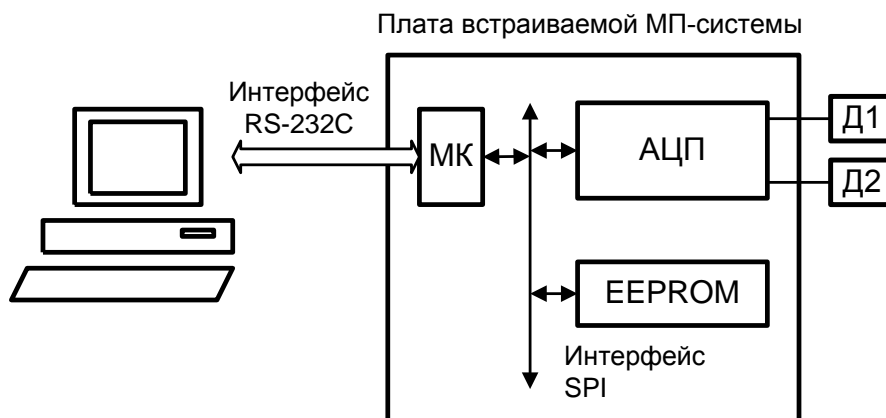 Плата встраиваемой МП-системы
Интерфейс
RS-232C
МК
АЦП
Д1
Д2
EEPROM
Интерфейс
SPI